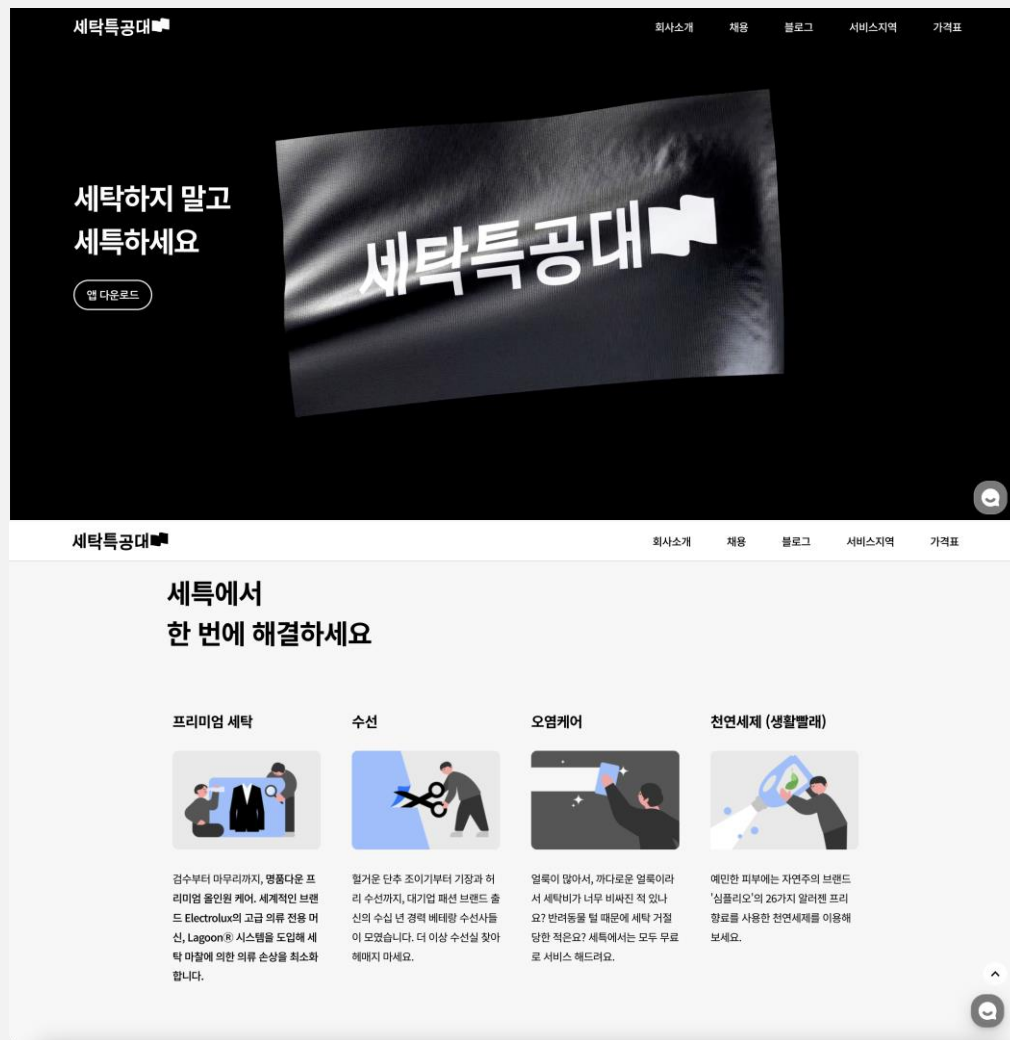 세탁특공대
회사소개 채용 블로그 서비스지역 가격표
세탁하지 말고
세특하세요
앱 다운로드
세탁특공대
세탁특공대
회사소개 채용 블로그 서비스지역 가격표
세특에서
한 번에 해결하세요
프리미엄 세탁
검수부터 마무리까지, 명품다운 프
리미엄 올인원 케어. 세계적인 브랜
드 Electrolux의 고급 의류 전용 머
신, Lagoon® 시스템을 도입해 세
탁 마찰에 의한 의류 손상을 최소화
합니다.
수선
헐거운 단추 조이기부터 기장과 허
리 수선까지, 대기업 패션 브랜드 출
신의 수십 년 경력 베테랑 수선사들
이 모였습니다. 더 이상 수선실 찾아
헤매지 마세요.
오염케어
얼룩이 많아서, 까다로운 얼룩이라
서 세탁비가 너무 비싸진 적 있나
요? 반려동물 털 때문에 세탁 거절
당한 적은요? 세특에서는 모두 무료
로 서비스 해드려요.
천연세제 (생활빨래)
예민한 피부에는 자연주의 브랜드
'심플리오'의 26가지 알러젠 프리
향료를 사용한 천연세제를 이용해
보세요.